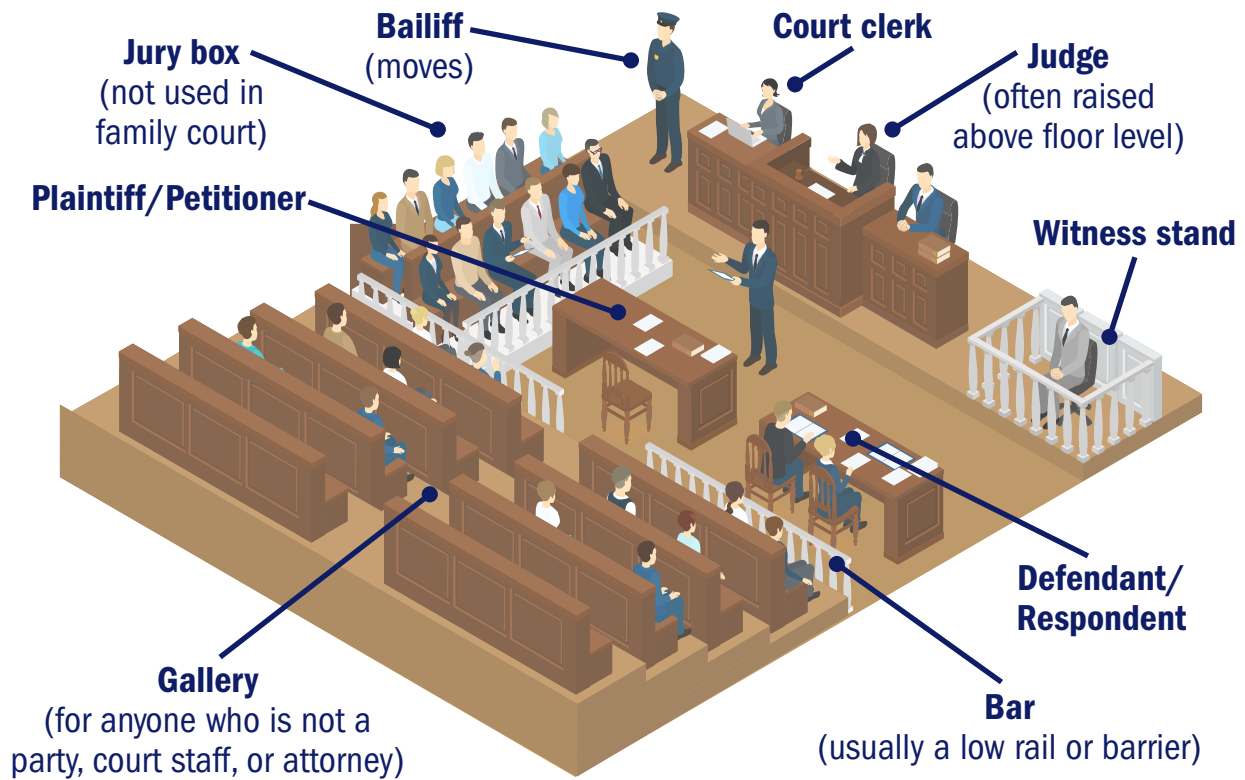 Bailiff
(moves)
Court clerk
Jury box
(not used in
family court)
Judge
(often raised
above floor level)
Plaintiff/Petitioner
Witness stand
Defendant/
Respondent
Gallery
(for anyone who is not a
party, court staff, or attorney)
Bar
(usually a low rail or barrier)